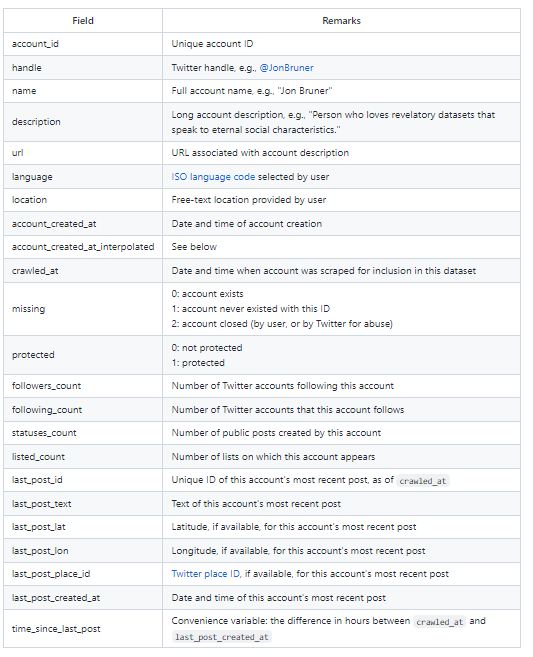 Field Remarks
account_id Unique account ID
handle Twitter handle, e.g., @JonBruner
name Full account name, e.g., "Jon Bruner"
description Long account description, e.g., "Person who loves revelatory datasets that
speak to eternal social characteristics."
url URL associated with account description
language ISO language code selected by user
location Free-text location provided by user
account_created_at Date and time of account creation
account_created_at_interpolated See below
crawled_at Date and time when account was scraped for inclusion in this dataset
missing 0: account exists
1: account never existed with this ID
2: account closed (by user, or by Twitter for abuse)
protected 0: not protected
1: protected
followers_count Number of Twitter accounts following this account
following_count Number of Twitter accounts that this account follows
statuses_count Number of public posts created by this account
listed_count Number of lists on which this account appears
last_post_id Unique ID of this account's most recent post, as of crawled_at
last_post_text Text of this account's most recent post
last_post_lat Latitude, if available, for this account's most recent post
last_post_lon Longitude, if available, for this account's most recent post
last_post_place_id Twitter place ID, if available, for this account's most recent post
last_post_created_at Date and time of this account's most recent post
time_since_last_post Convenience variable: the difference in hours between crawled_at and
last_post_created_at